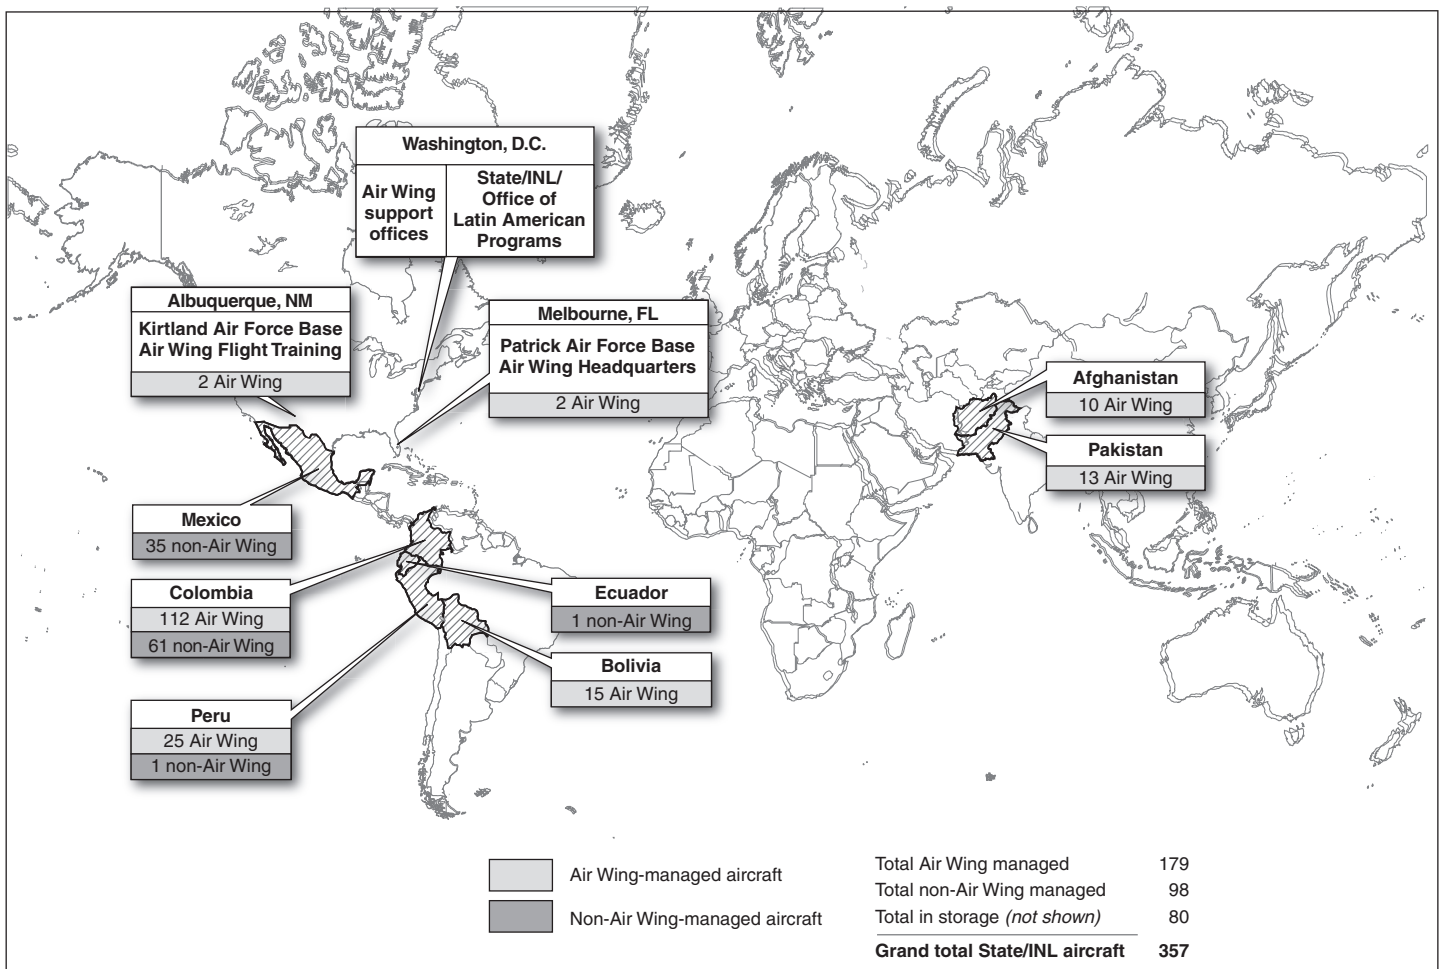 Washington, D.C.
Air Wing
support
offices
State/INL/
Office of
Latin American
Programs
Albuquerque, NM
Kirtland Air Force Base
Air Wing Flight Training
2 Air Wing
Melbourne, FL
Patrick Air Force Base
Air Wing Headquarters
2 Air Wing
Afghanistan
10 Air Wing
Pakistan
13 Air Wing
Mexico
35 non-Air Wing
Colombia
112 Air Wing
61 non-Air Wing
Ecuador
1 non-Air Wing
Bolivia
15 Air Wing
Peru
25 Air Wing
1 non-Air Wing
Air Wing-managed aircraft
Non-Air Wing-managed aircraft
Total Air Wing managed 179
Total non-Air Wing managed 98
Total in storage (not shown) 80
Grand total State/INL aircraft 357